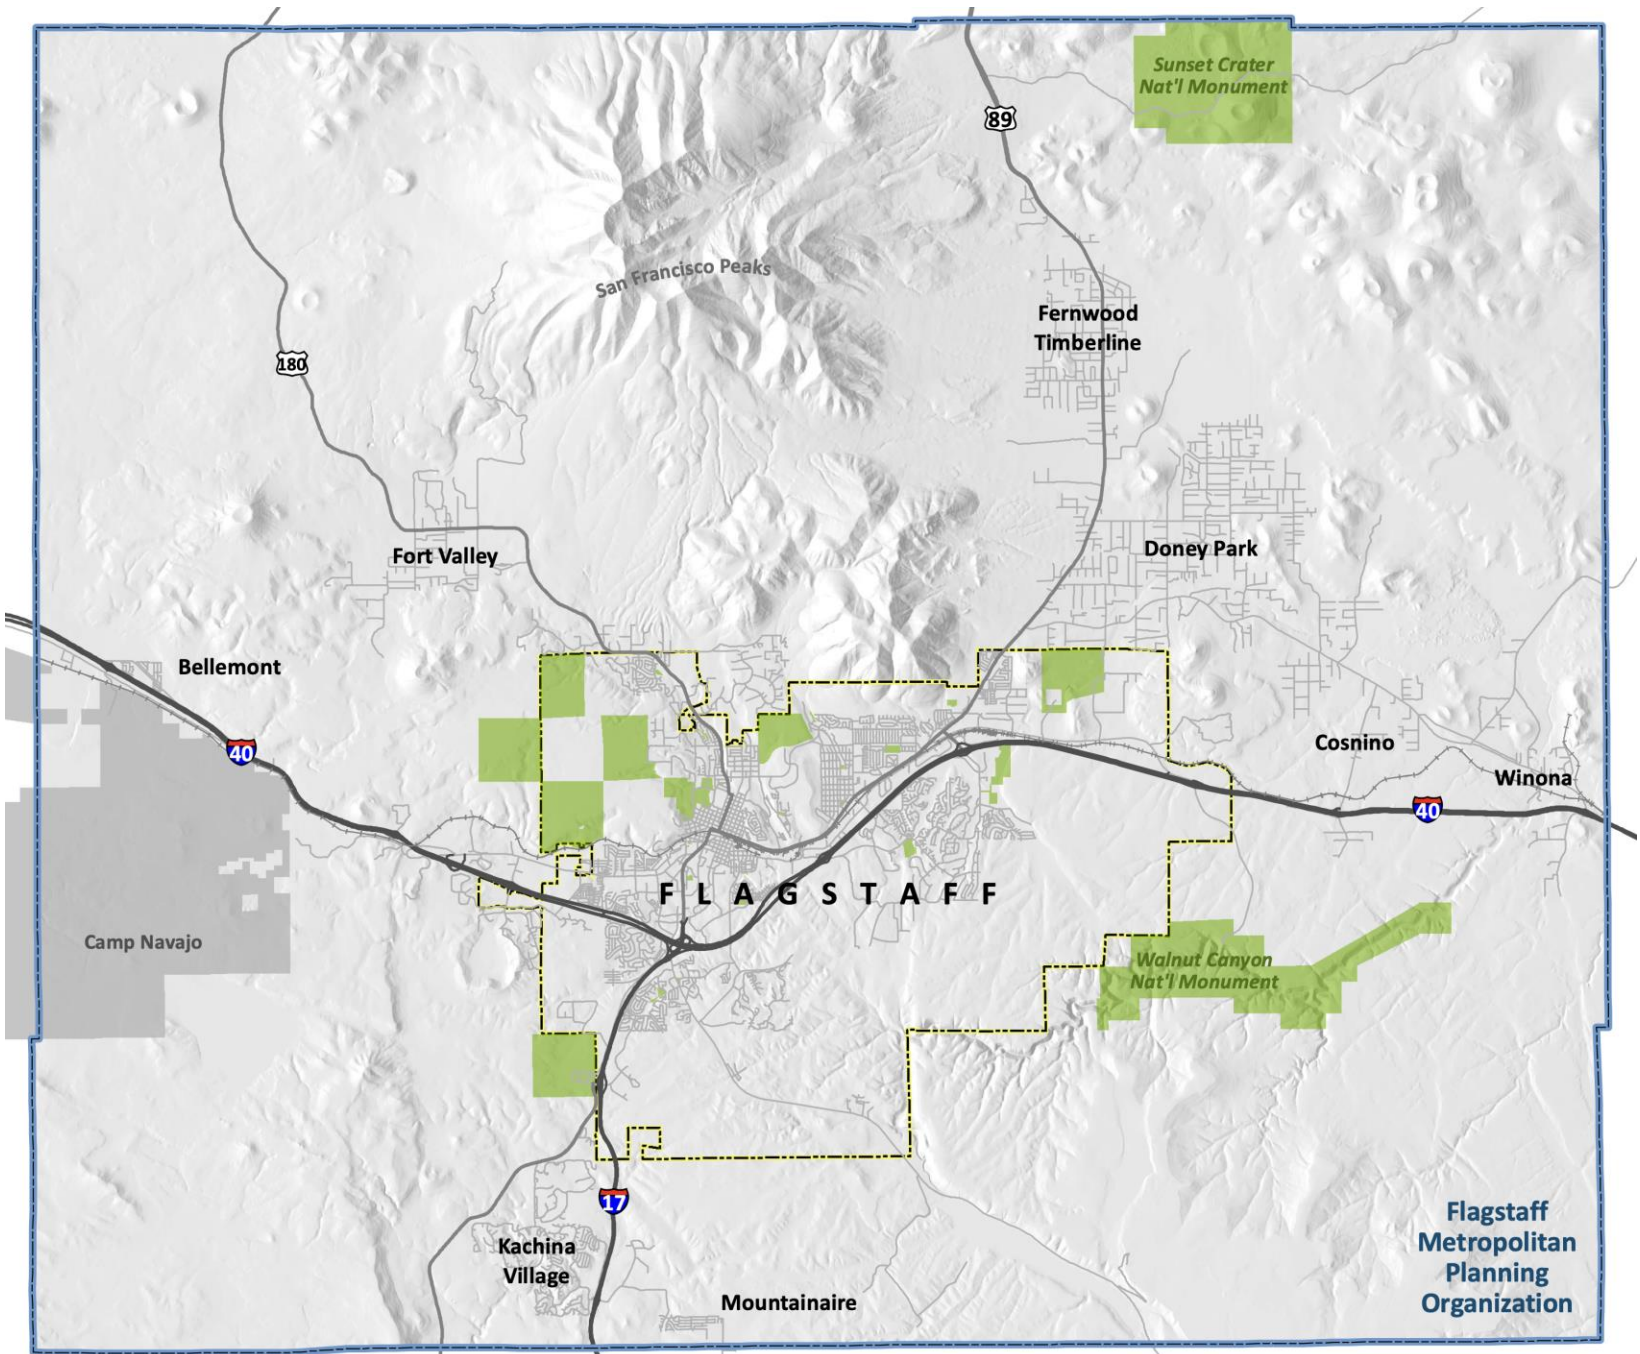 Sunset Crater
Nat'l Monument
89
San Francisco Peaks
Fernwood
Timberline
180
Fort Valley
Doney Park
Bellemont
40
Cosnino
Winona
40
FLAGSTAFF
Camp Navajo
Walnut Canyon
Nat'l Monument
17
Kachina
Village
Mountainaire
Flagstaff
Metropolitan
Planning
Organization